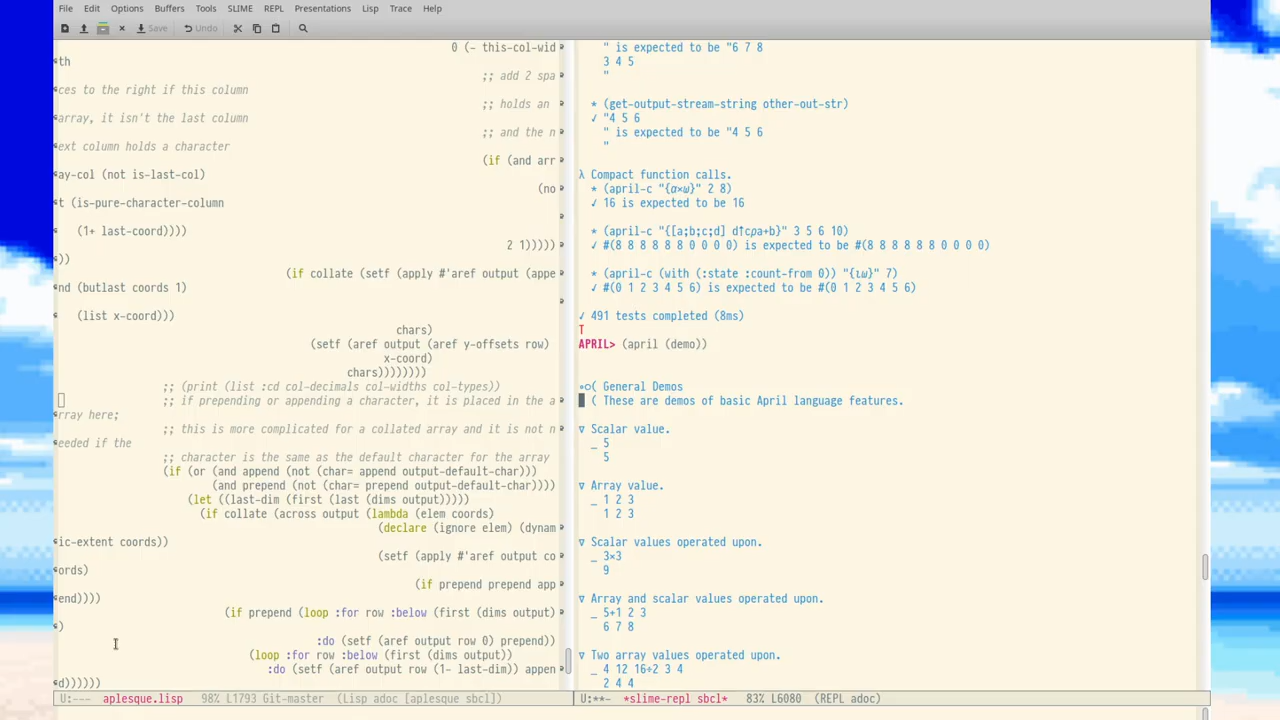 File Edit Options Buffers Tools SLIME REPL Presentations Lisp Trace Help
Save Undo
0 (- this-col-wid
th
;; add 2 spa
ces to the right if this column
;; holds an
array, it isn't the last column
;; and the n
ext column holds a character
(if (and arr
ay-col (not is-last-col)
(no
t (is-pure-character-column
(1+ last-coord))))
2 1)))))
))
(if collate (setf (apply #'aref output (appe
nd (butlast coords 1)
(list x-coord)))
chars)
(setf (aref output (aref y-offsets row)
x-coord)
chars))))))))
;; (print (list :cd col-decimals col-widths col-types))
;; if prepending or appending a character, it is placed in the a
rray here;
;; this is more complicated for a collated array and it is not n
eeded if the
;; character is the same as the default character for the array
(if (or (and append (not (char= append output-default-char)))
(and prepend (not (char= prepend output-default-char))))
(let ((last-dim (first (last (dims output)))))
(if collate (across output (lambda (elem coords)
(declare (ignore elem) (dynam
ic-extent coords))
(setf (apply #'aref output co
ords)
(if prepend prepend app
end))))
(if prepend (loop :for row :below (first (dims output)
)
:do (setf (aref output row 0) prepend))
(loop :for row :below (first (dims output))
:do (setf (aref output row (1- last-dim)) appen
d))))))
U:--- aplesque.lisp 98% L1793 Git-master (Lisp adoc [aplesque sbcl])
" is expected to be "6 7 8
3 4 5
"
* (get-output-stream-string other-out-str)
✓ "4 5 6
" is expected to be "4 5 6
"
λ Compact function calls.
* (april-c "{⍺×⍵}" 2 8)
✓ 16 is expected to be 16
* (april-c "{[a;b;c;d] d↑c⍴a+b}" 3 5 6 10)
✓ #(8 8 8 8 8 8 0 0 0 0) is expected to be #(8 8 8 8 8 8 0 0 0 0)
* (april-c (with (:state :count-from 0)) "{⍳⍵}" 7)
✓ #(0 1 2 3 4 5 6) is expected to be #(0 1 2 3 4 5 6)
✓ 491 tests completed (8ms)
T
APRIL> (april (demo))
∘○( General Demos
( These are demos of basic April language features.
∇ Scalar value.
_ 5
5
∇ Array value.
_ 1 2 3
1 2 3
∇ Scalar values operated upon.
_ 3×3
9
∇ Array and scalar values operated upon.
_ 5+1 2 3
6 7 8
∇ Two array values operated upon.
_ 4 12 16÷2 3 4
2 4 4
U:**- *slime-repl sbcl* 83% L6080 (REPL adoc)